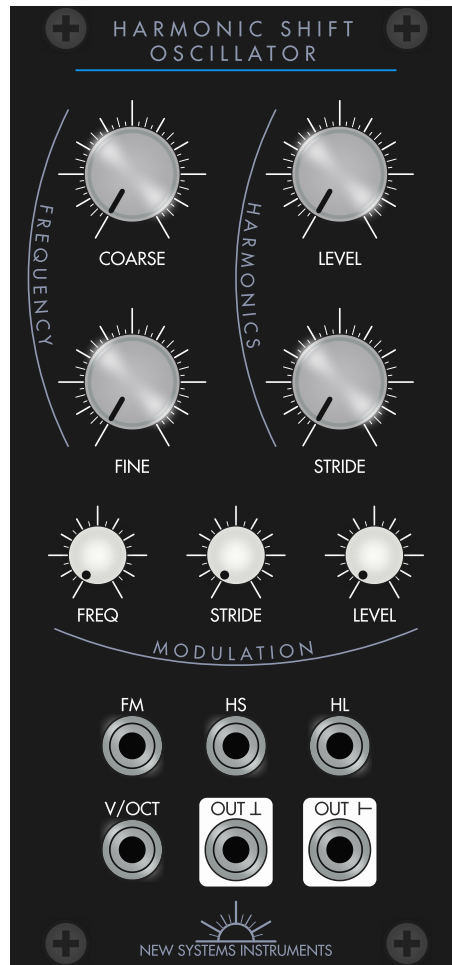 HARMONIC SHIFT
OSCILLATOR
FREQUENCY
HARMONICS
COARSE
LEVEL
FINE
STRIDE
FREQ
STRIDE
LEVEL
MODULATION
FM
HS
HL
V/OCT
OUT ⊥
OUT ⊢
NEW SYSTEMS INSTRUMENTS